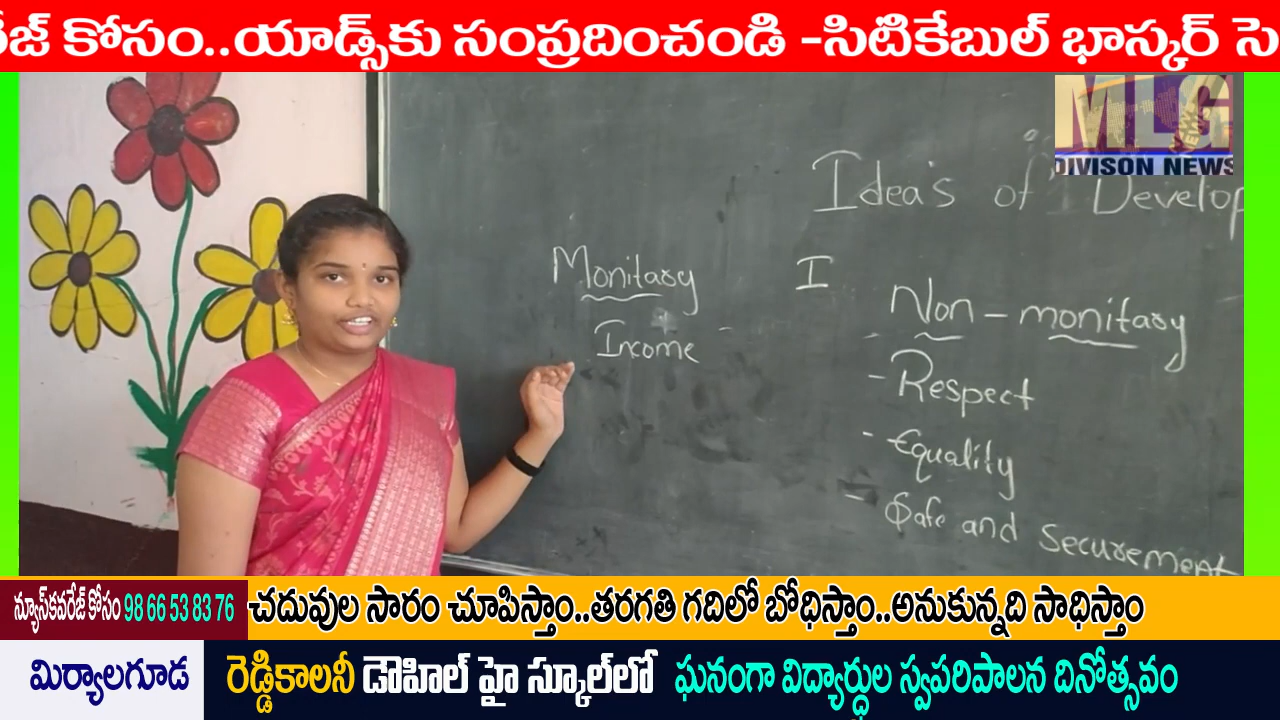 రేజ్ కోసం..యాడ్స్‌కు సంప్రదించండి -సిటికేబుల్ భాస్కర్ సె
MLG
DIVISON NEWS
Idea's of Develop
Monitary
I
Non - monitary
Income
- Respect
- Equality
- Safe and securement
న్యూస్‌కవరేజ్ కోసం 98 66 53 83 76
చదువుల సారం చూపిస్తాం..తరగతి గదిలో బోధిస్తాం..అనుకున్నది సాధిస్తాం
మిర్యాలగూడ
రెడ్డికాలనీ డౌహిల్ హై స్కూల్‌లో ఘనంగా విద్యార్థుల స్వపరిపాలన దినోత్సవం